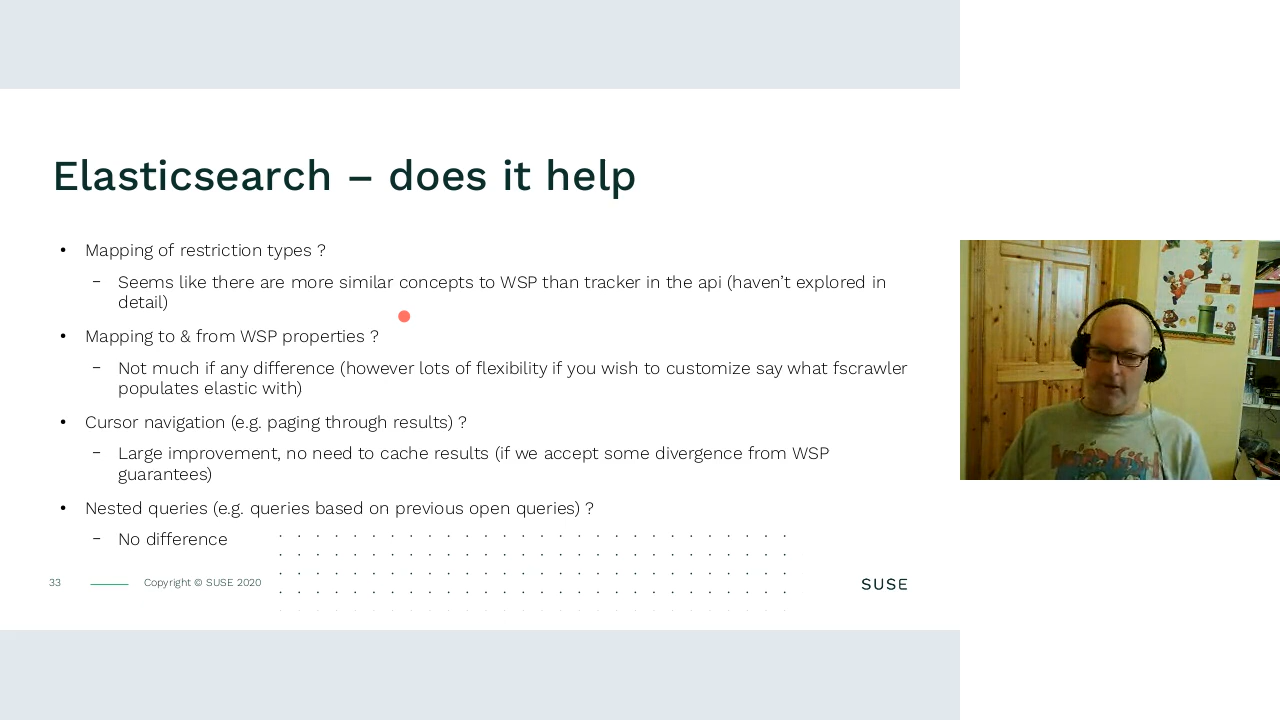 Elasticsearch – does it help
• Mapping of restriction types ?
– Seems like there are more similar concepts to WSP than tracker in the api (haven’t explored in
detail)
• Mapping to & from WSP properties ?
– Not much if any difference (however lots of flexibility if you wish to customize say what fscrawler
populates elastic with)
• Cursor navigation (e.g. paging through results) ?
– Large improvement, no need to cache results (if we accept some divergence from WSP
guarantees)
• Nested queries (e.g. queries based on previous open queries) ?
– No difference
33 Copyright © SUSE 2020
SUSE